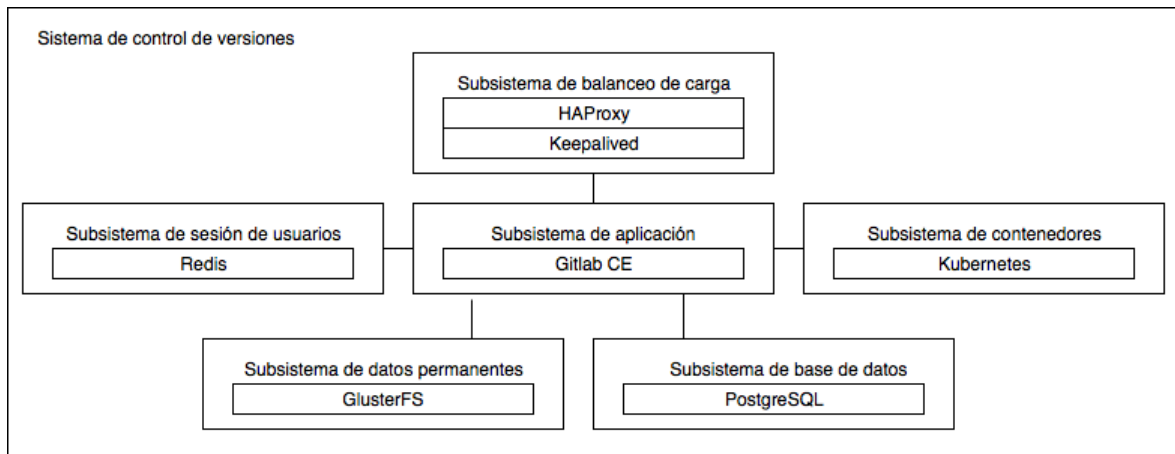 Sistema de control de versiones
Subsistema de balanceo de carga
HAProxy
Keepalived
Subsistema de sesión de usuarios
Redis
Subsistema de aplicación
Gitlab CE
Subsistema de contenedores
Kubernetes
Subsistema de datos permanentes
GlusterFS
Subsistema de base de datos
PostgreSQL